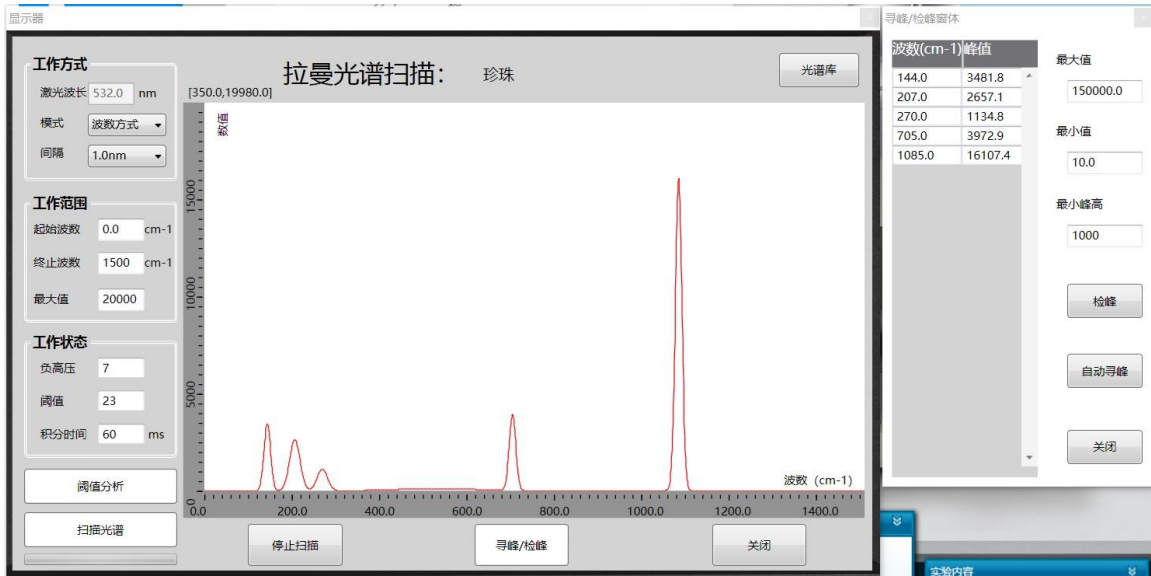 显示器
工作方式
激光波长 532.0 nm
模式 波数方式
间隔 1.0nm
工作范围
起始波数 0.0 cm-1
终止波数 1500 cm-1
最大值 20000
工作状态
负高压 7
阈值 23
积分时间 60 ms
阈值分析
扫描光谱
拉曼光谱扫描: 珍珠
光谱库
[350.0,19980.0]
数值
15000
10000
5000
0
波数 (cm-1)
0.0 200.0 400.0 600.0 800.0 1000.0 1200.0 1400.0
停止扫描 寻峰/检峰 关闭
寻峰/检峰窗体
波数(cm-1) 峰值
144.0 3481.8
207.0 2657.1
270.0 1134.8
705.0 3972.9
1085.0 16107.4
最大值
150000.0
最小值
10.0
最小峰高
1000
检峰
自动寻峰
关闭
实验内容